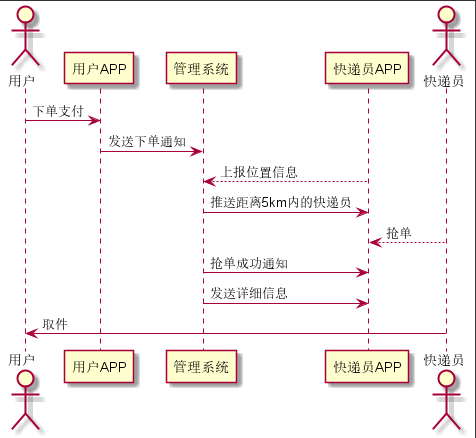 用户
用户APP
管理系统
快递员APP
快递员
下单支付
发送下单通知
上报位置信息
推送距离5km内的快递员
抢单
抢单成功通知
发送详细信息
取件
用户
用户APP
管理系统
快递员APP
快递员